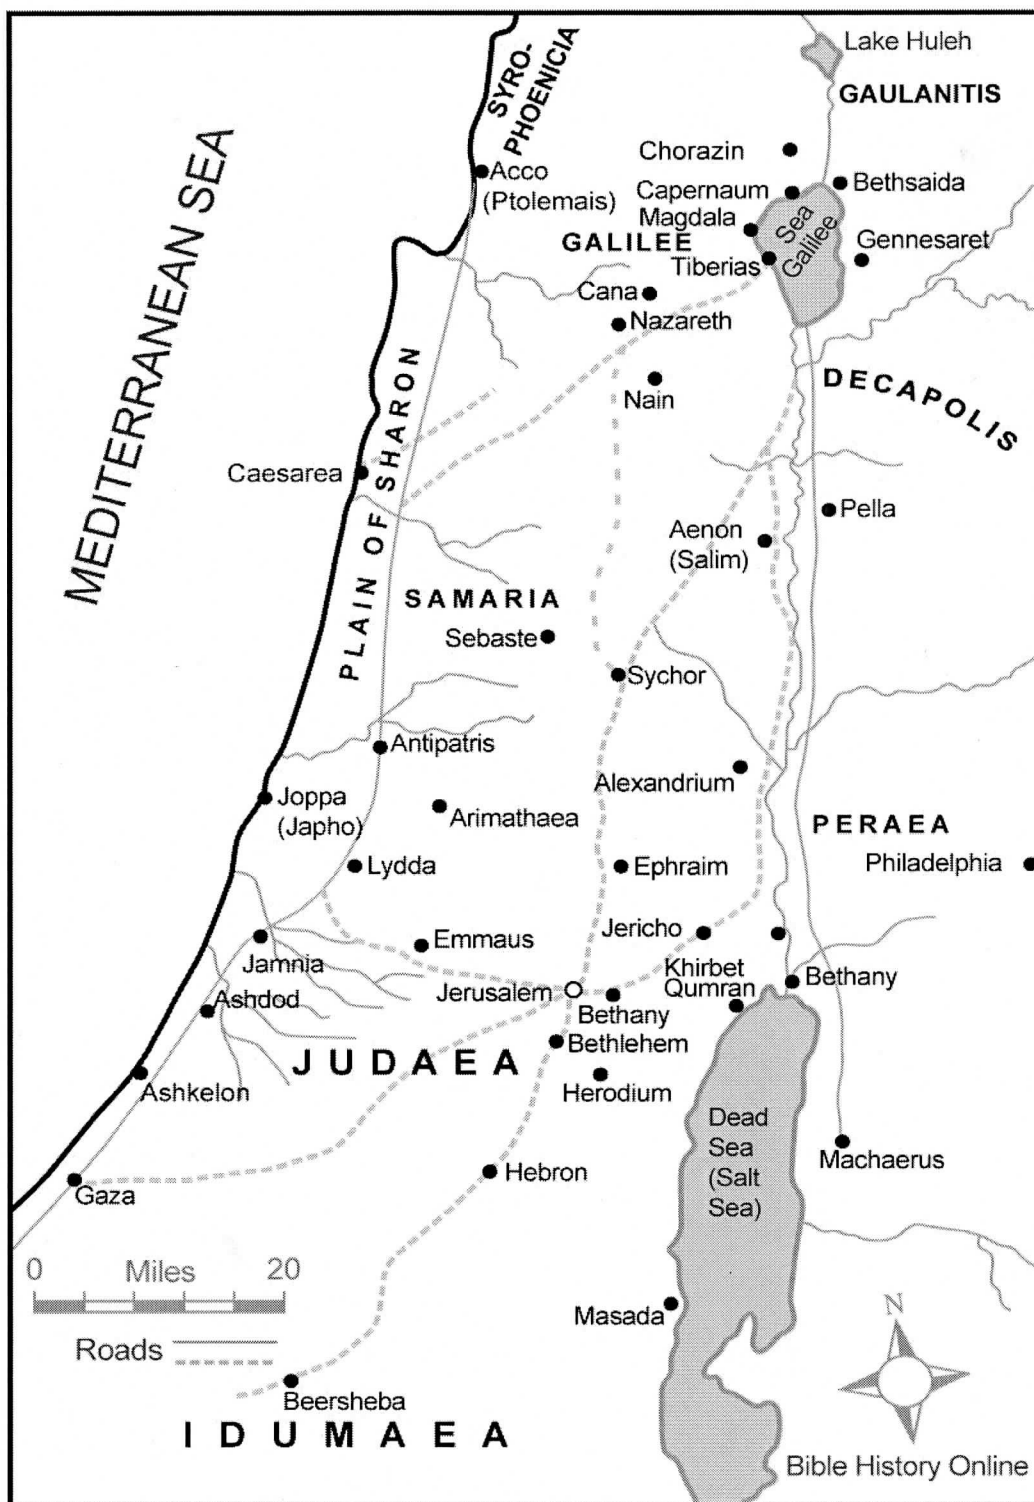 Lake Huleh
SYRO-
PHOENICIA
GAULANITIS
MEDITERRANEAN SEA
Chorazin
Acco
(Ptolemais)
Capernaum
Bethsaida
Magdala
Sea
Galilee
GALILEE
Gennesaret
Tiberias
Cana
Nazareth
Nain
DECAPOLIS
PLAIN OF SHARON
Caesarea
Pella
Aenon
(Salim)
SAMARIA
Sebaste
Sychor
Antipatris
Alexandrium
Joppa
(Japho)
Arimathaea
PERAEA
Lydda
Ephraim
Philadelphia
Jericho
Emmaus
Jamnia
Khirbet
Qumran
Bethany
Jerusalem
Bethany
Ashdod
Bethlehem
JUDAEA
Ashkelon
Herodium
Dead
Sea
(Salt
Sea)
Machaerus
Hebron
Gaza
0 Miles 20
Masada
N
Roads
Beersheba
IDUMAEA
Bible History Online